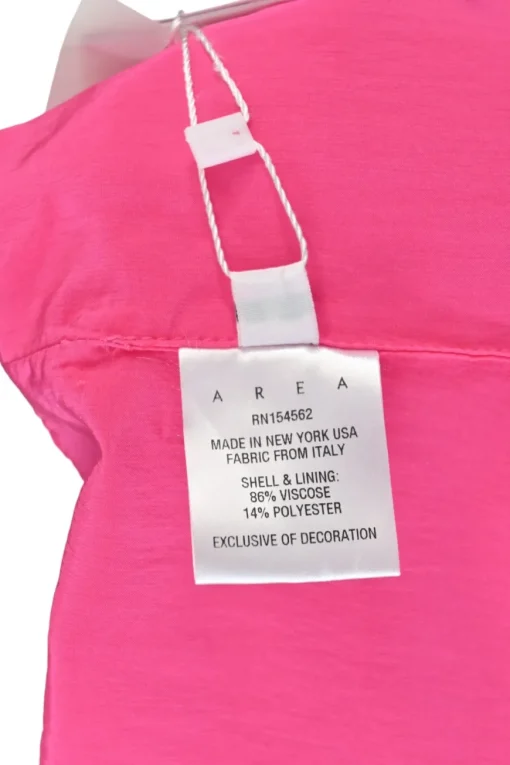 A R E A
RN154562
MADE IN NEW YORK USA
FABRIC FROM ITALY
SHELL & LINING:
86% VISCOSE
14% POLYESTER
EXCLUSIVE OF DECORATION